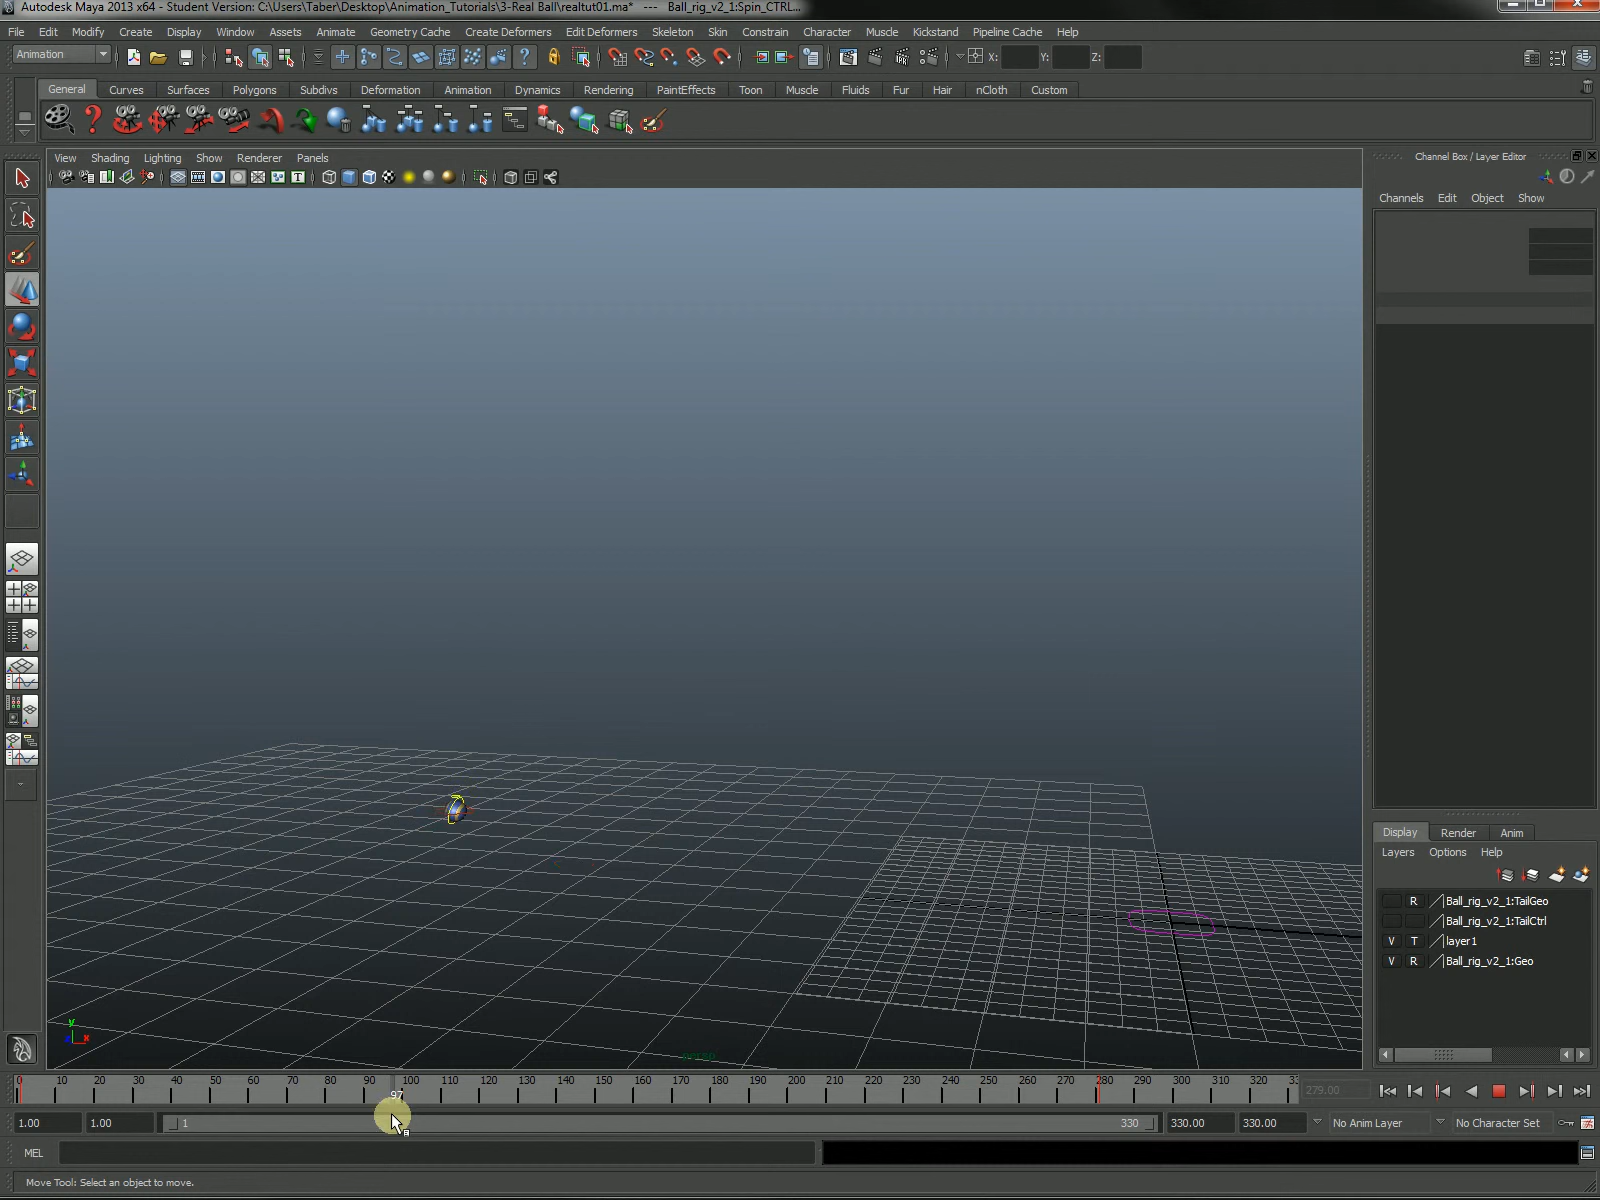 Autodesk Maya 2013 x64 - Student Version: C:\Users\Taber\Desktop\Animation_Tutorials\3-Real Ball\realtut01.ma* --- Ball_rig_v2_1:Spin_CTRL...
File Edit Modify Create Display Window Assets Animate Geometry Cache Create Deformers Edit Deformers Skeleton Skin Constrain Character Muscle Kickstand Pipeline Cache Help
Animation X: Y: Z:
General Curves Surfaces Polygons Subdivs Deformation Animation Dynamics Rendering PaintEffects Toon Muscle Fluids Fur Hair nCloth Custom
View Shading Lighting Show Renderer Panels
Channel Box / Layer Editor
Channels Edit Object Show
Display Render Anim
Layers Options Help
R Ball_rig_v2_1:TailGeo
Ball_rig_v2_1:TailCtrl
V T layer1
V R Ball_rig_v2_1:Geo
y
z x
persp
0 10 20 30 40 50 60 70 80 90 100 110 120 130 140 150 160 170 180 190 200 210 220 230 240 250 260 270 280 290 300 310 320 33
97
279.00
1.00 1.00 1 330 330.00 330.00 No Anim Layer No Character Set
MEL
Move Tool: Select an object to move.